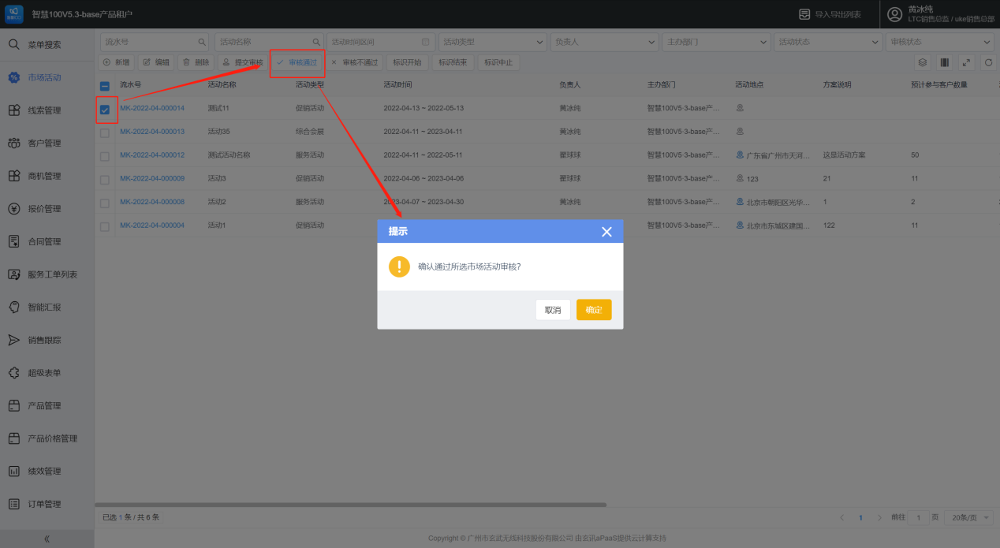 智慧100V5.3-base产品租户
导入导出列表
黄冰纯
LTC销售总监 / uke销售总部
菜单搜索
市场活动
线索管理
客户管理
商机管理
报价管理
合同管理
服务工单列表
智能汇报
销售跟踪
超级表单
产品管理
产品价格管理
绩效管理
订单管理
流水号 活动名称 活动时间区间 活动类型 负责人 主办部门 活动状态 审核状态
新增 编辑 删除 提交审核 审核通过 审核不通过 标识开始 标识结束 标识中止
流水号 活动名称 活动类型 活动时间 负责人 主办部门 活动地点 方案说明 预计参与客户数量
MK-2022-04-000014 测试11 促销活动 2022-04-13 ~ 2022-05-13 黄冰纯 智慧100V5·3-base产...
MK-2022-04-000013 活动35 综合会展 2022-04-11 ~ 2023-04-11 黄冰纯 智慧100V5·3-base产...
MK-2022-04-000012 测试活动名称 服务活动 2022-04-11 ~ 2022-05-11 瞿球球 智慧100V5·3-base产... 广东省广州市天河... 这是活动方案 50
MK-2022-04-000009 活动3 促销活动 2022-04-06 ~ 2023-04-06 瞿球球 智慧100V5·3-base产... 123 21 11
MK-2022-04-000008 活动2 服务活动 2023-04-07 ~ 2023-04-30 黄冰纯 智慧100V5·3-base产... 北京市朝阳区光华... 1 2
MK-2022-04-000004 活动1 促销活动 智慧100V5·3-base产... 北京市东城区建国... 122 11
提示
确认通过所选市场活动审核?
取消 确定
已选 1 条 / 共 6 条
1 前往 1 页 20条/页
Copyright © 广州市玄武无线科技股份有限公司 由玄讯aPaaS提供云计算支持